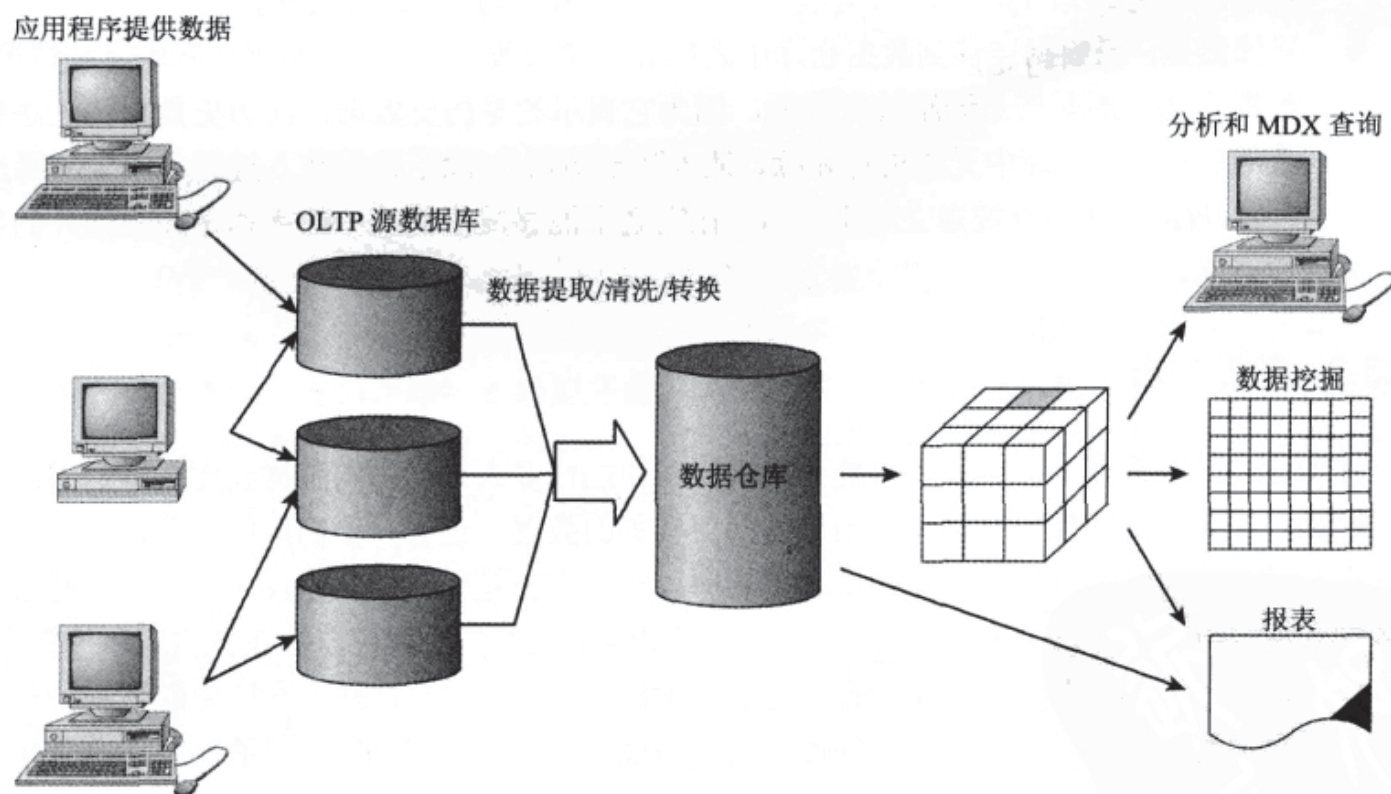 应用程序提供数据
分析和 MDX 查询
OLTP 源数据库
数据提取/清洗/转换
数据挖掘
数据仓库
报表